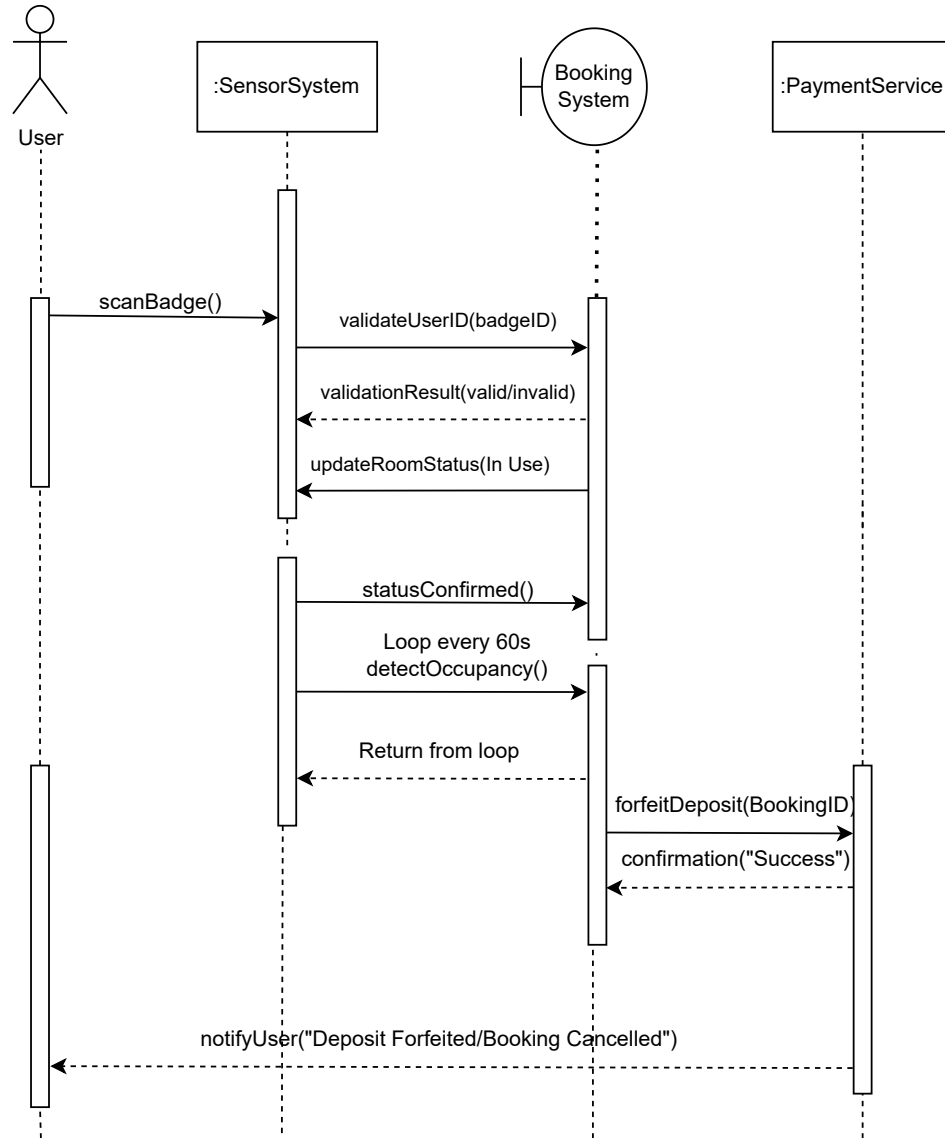 :SensorSystem
Booking
System
:PaymentService
User
scanBadge()
validateUserID(badgeID)
validationResult(valid/invalid)
updateRoomStatus(In Use)
statusConfirmed()
Loop every 60s
detectOccupancy()
Return from loop
forfeitDeposit(BookingID)
confirmation("Success")
notifyUser("Deposit Forfeited/Booking Cancelled")